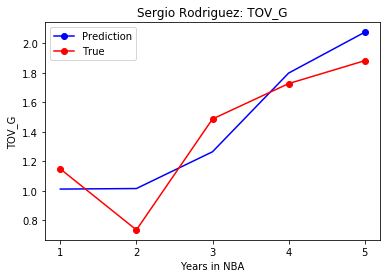 Sergio Rodriguez: TOV_G
Prediction
True
2.0
1.8
1.6
1.4
1.2
1.0
0.8
TOV_G
1 2 3 4 5
Years in NBA